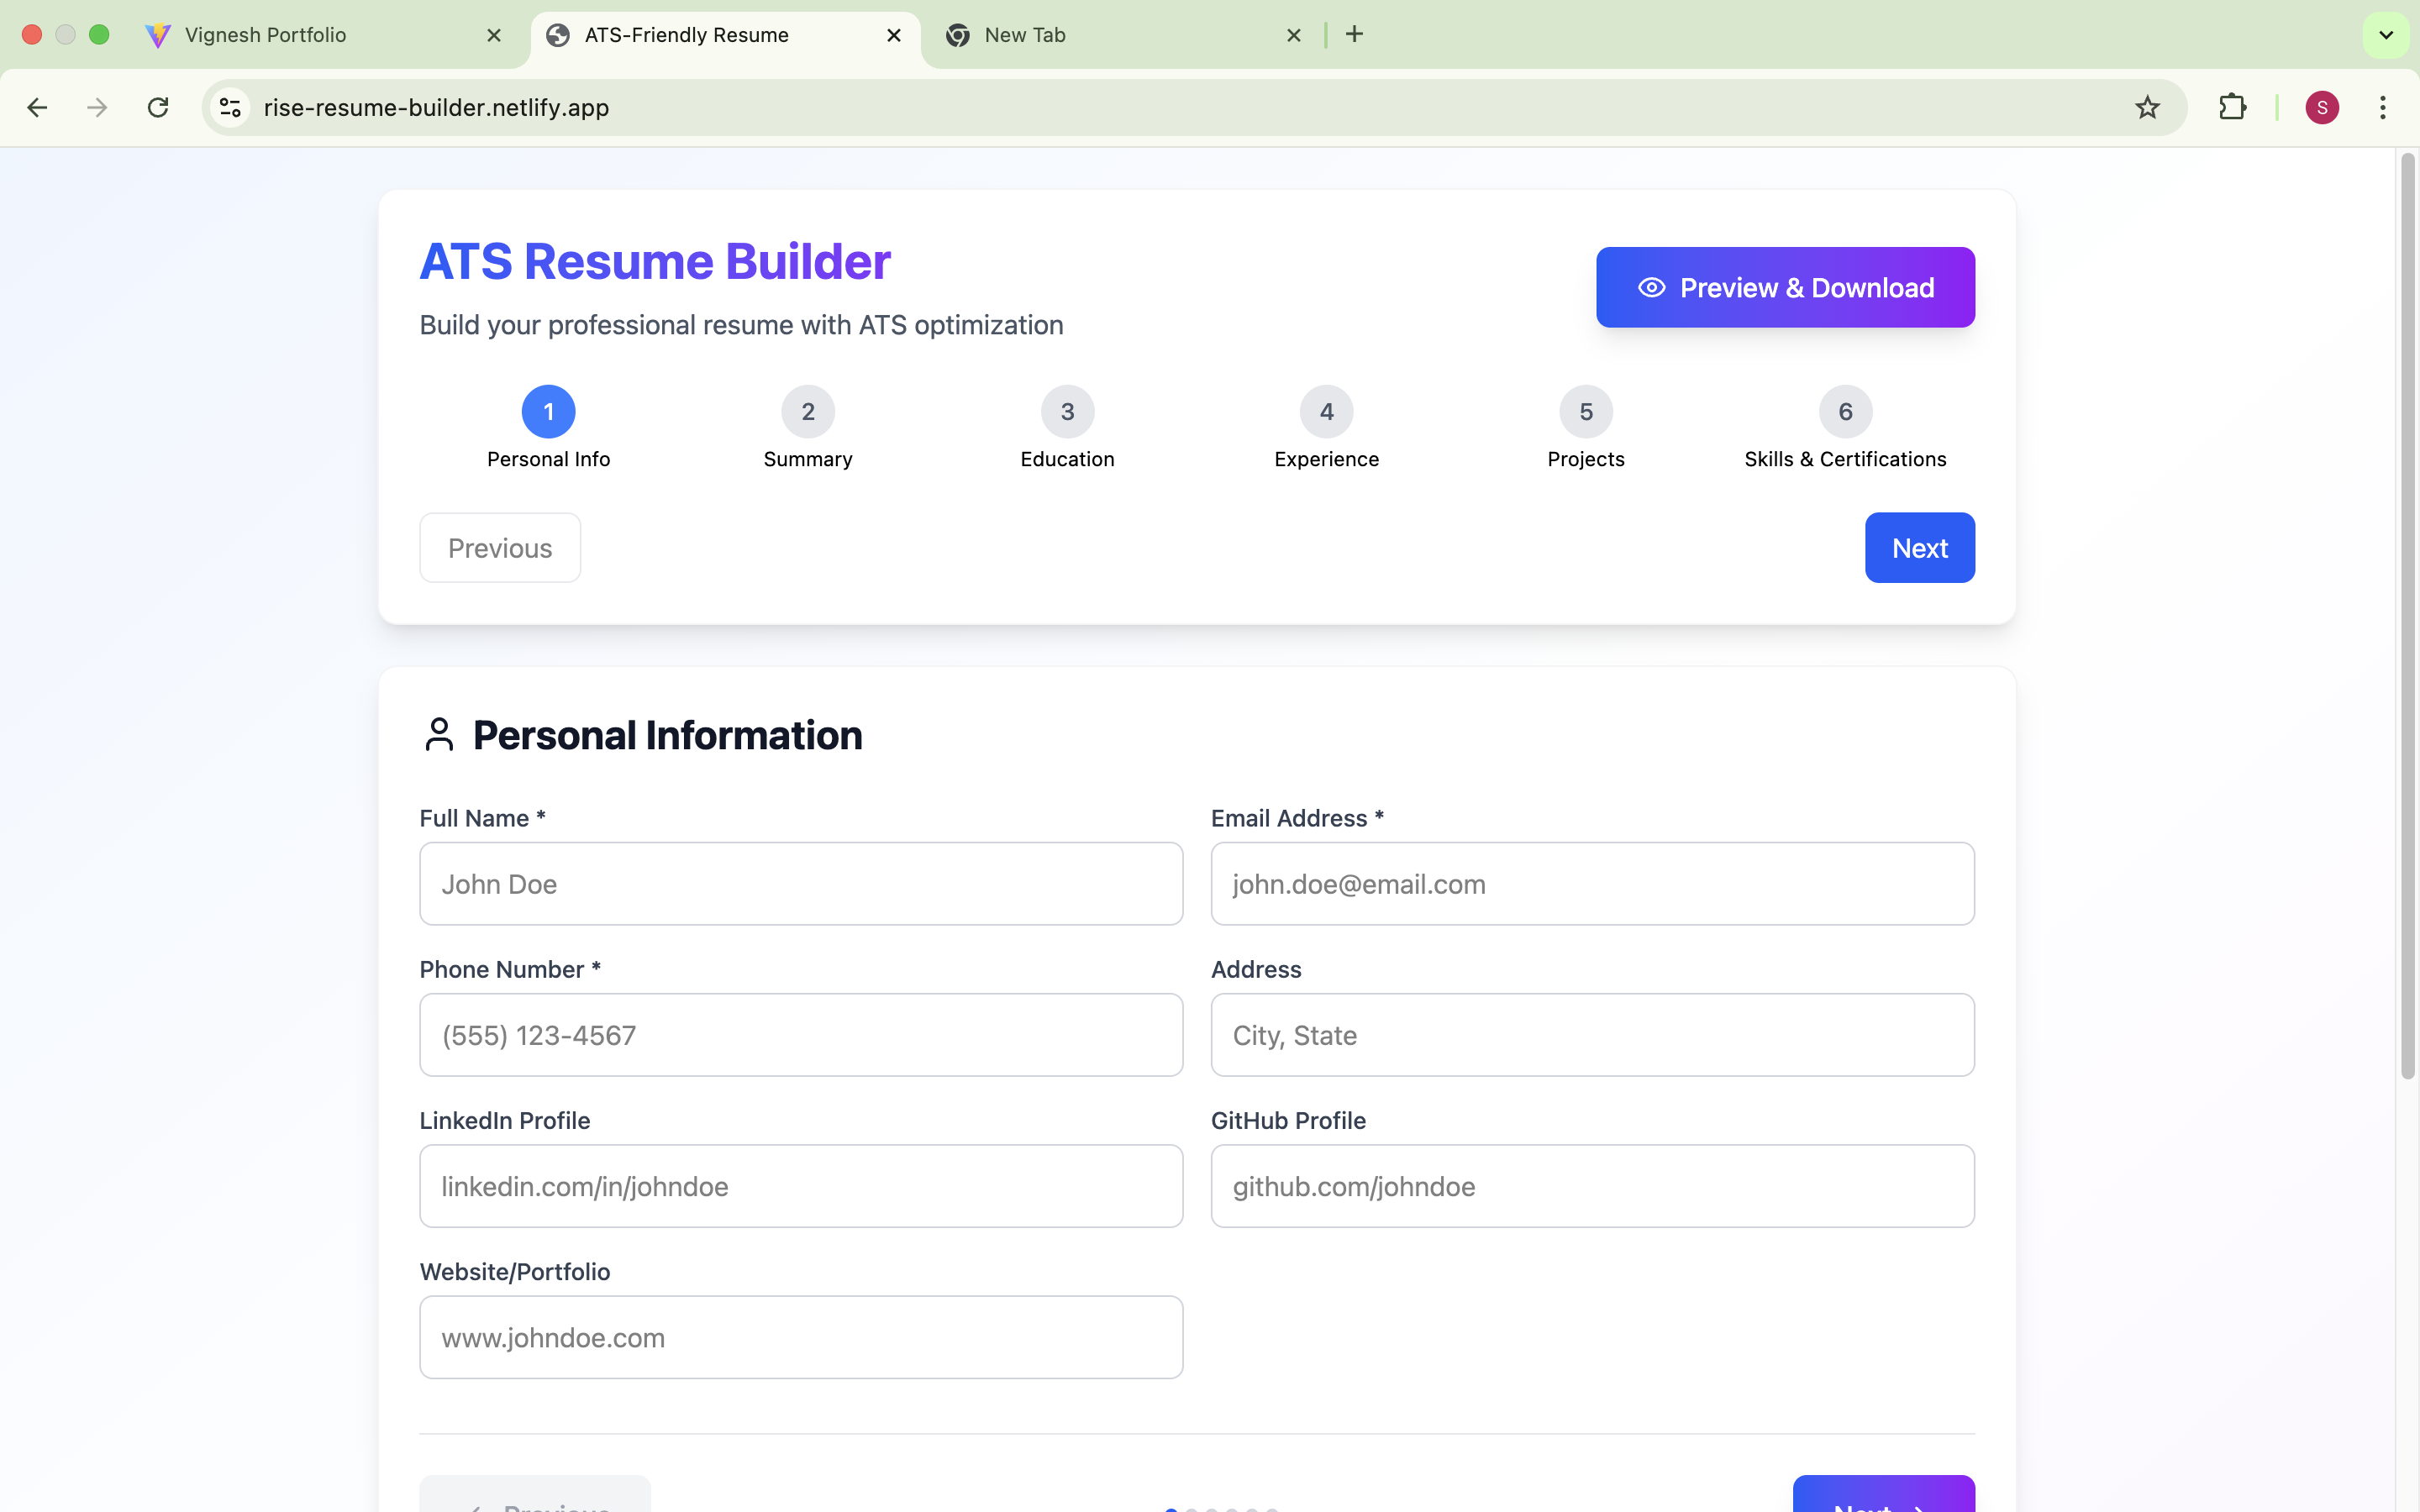 Vignesh Portfolio
ATS-Friendly Resume
New Tab
rise-resume-builder.netlify.app
S
ATS Resume Builder
Build your professional resume with ATS optimization
Preview & Download
1
2
3
4
5
6
Personal Info
Summary
Education
Experience
Projects
Skills & Certifications
Previous
Next
Personal Information
Full Name *
Email Address *
John Doe
john.doe@email.com
Phone Number *
Address
(555) 123-4567
City, State
LinkedIn Profile
GitHub Profile
linkedin.com/in/johndoe
github.com/johndoe
Website/Portfolio
www.johndoe.com
Previous
Next